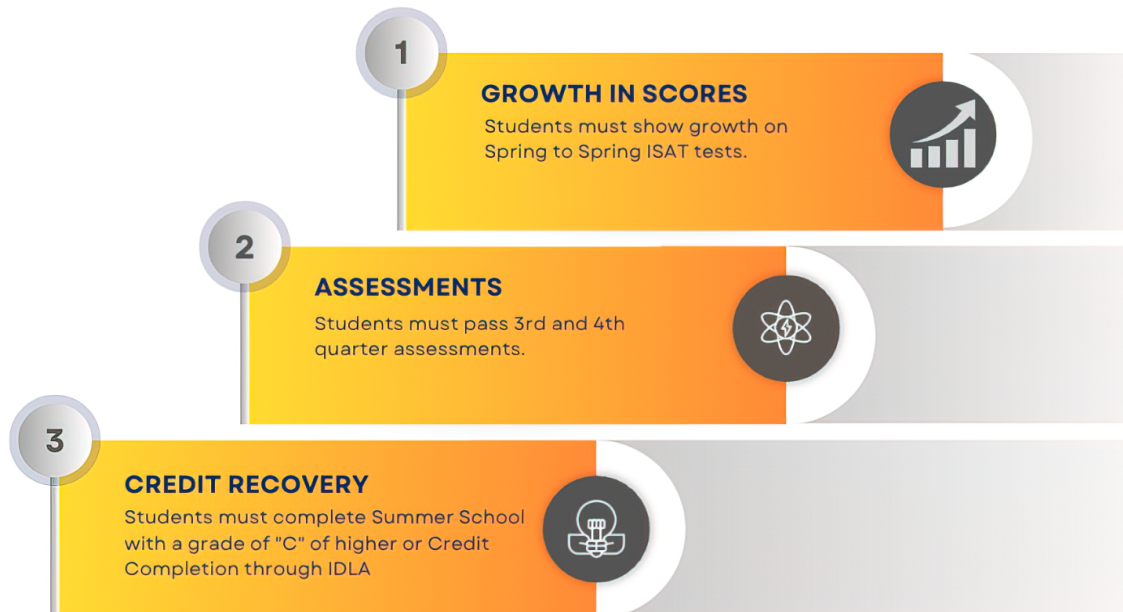 1
GROWTH IN SCORES
Students must show growth on
Spring to Spring ISAT tests.
2
ASSESSMENTS
Students must pass 3rd and 4th
quarter assessments.
3
CREDIT RECOVERY
Students must complete Summer School
with a grade of "C" of higher or Credit
Completion through IDLA